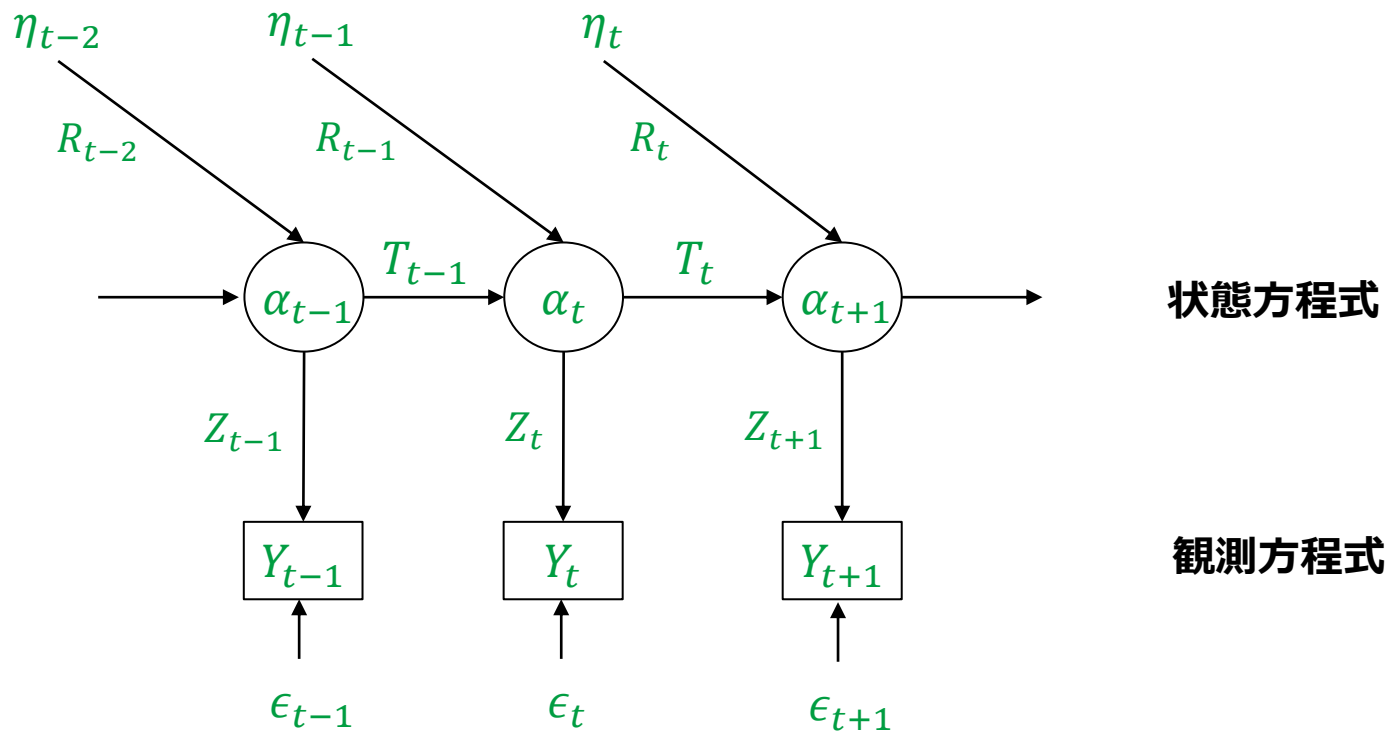 η_{t−2} η_{t−1} η_t
R_{t−2} R_{t−1} R_t
T_{t−1} T_t
α_{t−1} α_t α_{t+1} 状態方程式
Z_{t−1} Z_t Z_{t+1}
Y_{t−1} Y_t Y_{t+1} 観測方程式
ϵ_{t−1} ϵ_t ϵ_{t+1}